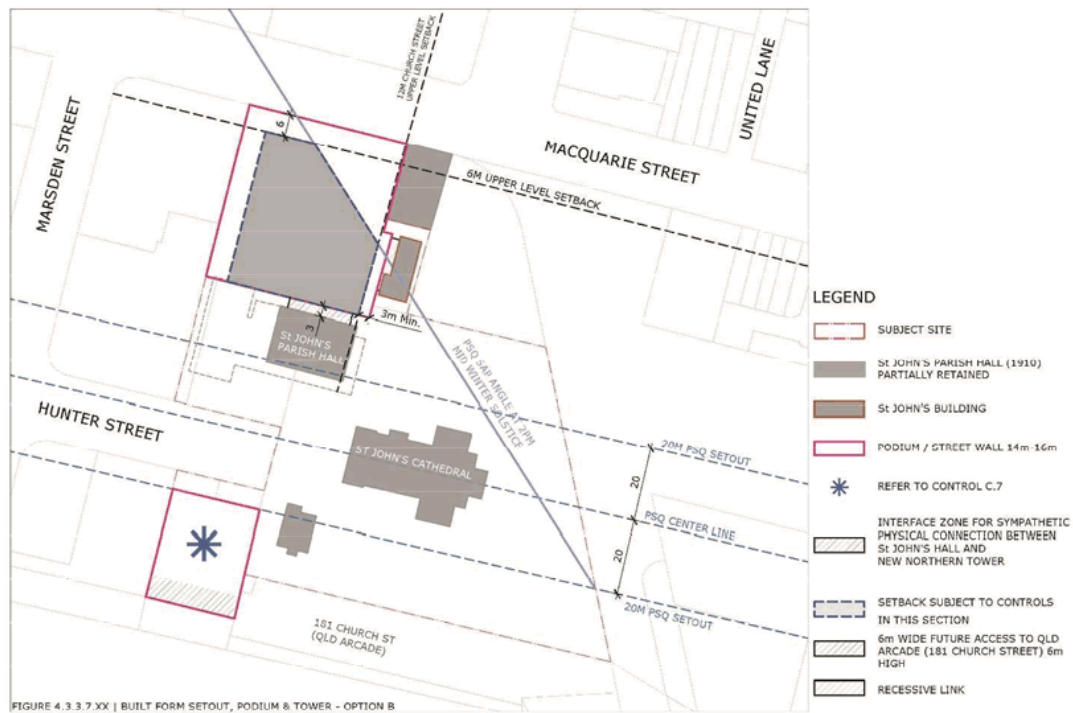 12M CHURCH STREET
UPPER LEVEL SETBACK
UNITED LANE
MACQUARIE STREET
MARSDEN STREET
6
6M UPPER LEVEL SETBACK
3m Min.
3
St JOHN'S
PARISH HALL
PSQ SAP ANGLE AT 2PM
MID WINTER SOLSTICE
HUNTER STREET
ST JOHN'S CATHEDRAL
20M PSQ SETOUT
20
PSQ CENTER LINE
20
20M PSQ SETOUT
181 CHURCH ST
(QLD ARCADE)
LEGEND
SUBJECT SITE
St JOHN'S PARISH HALL (1910)
PARTIALLY RETAINED
St JOHN'S BUILDING
PODIUM / STREET WALL 14m-16m
REFER TO CONTROL C.7
INTERFACE ZONE FOR SYMPATHETIC
PHYSICAL CONNECTION BETWEEN
St JOHN'S HALL AND
NEW NORTHERN TOWER
SETBACK SUBJECT TO CONTROLS
IN THIS SECTION
6m WIDE FUTURE ACCESS TO QLD
ARCADE (181 CHURCH STREET) 6m
HIGH
RECESSIVE LINK
FIGURE 4.3.3.7.XX | BUILT FORM SETOUT, PODIUM & TOWER - OPTION B